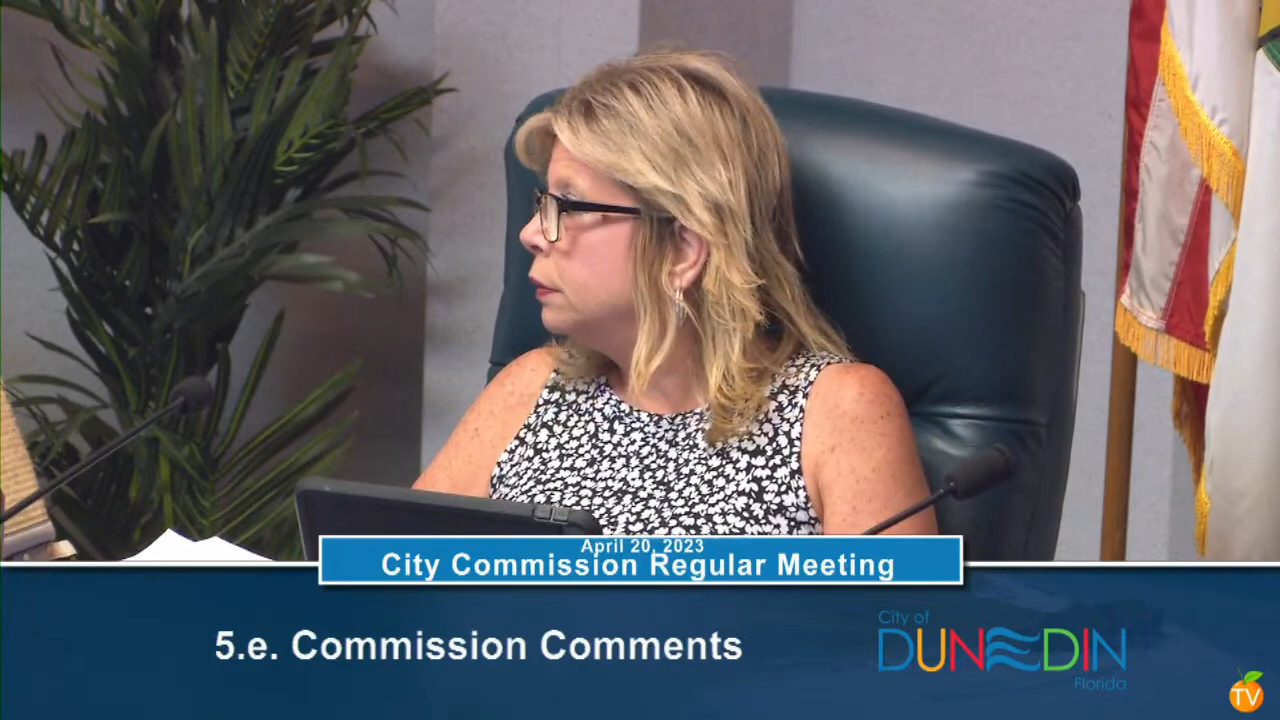 April 20, 2023
City Commission Regular Meeting
5.e. Commission Comments
City of
DUNEDIN
Florida
TV